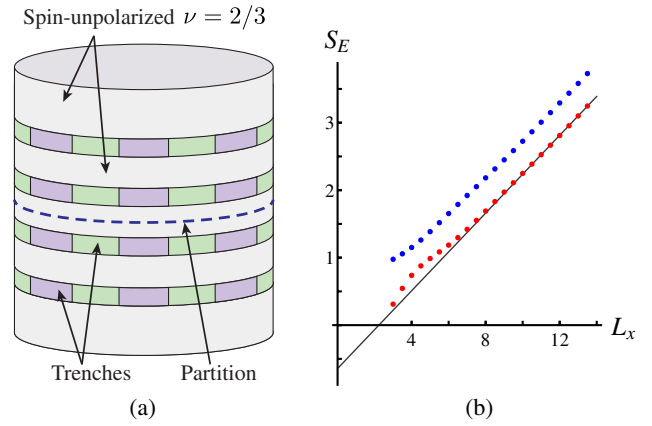 Spin-unpolarized ν = 2/3
Trenches
Partition
(a)
S_E
3
2
1
4
8
12
L_x
(b)